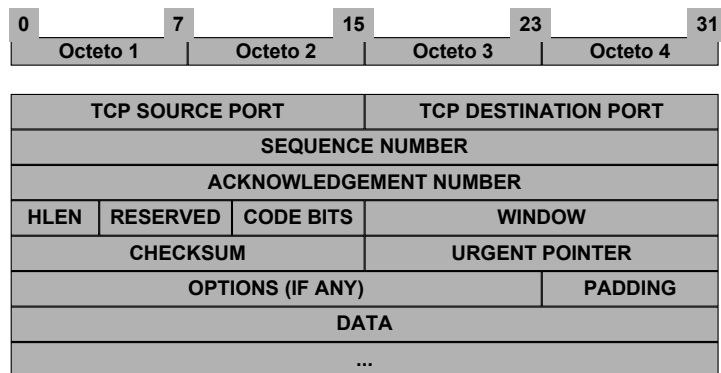 0 7 15 23 31
Octeto 1 Octeto 2 Octeto 3 Octeto 4
TCP SOURCE PORT TCP DESTINATION PORT
SEQUENCE NUMBER
ACKNOWLEDGEMENT NUMBER
HLEN RESERVED CODE BITS WINDOW
CHECKSUM URGENT POINTER
OPTIONS (IF ANY) PADDING
DATA
...